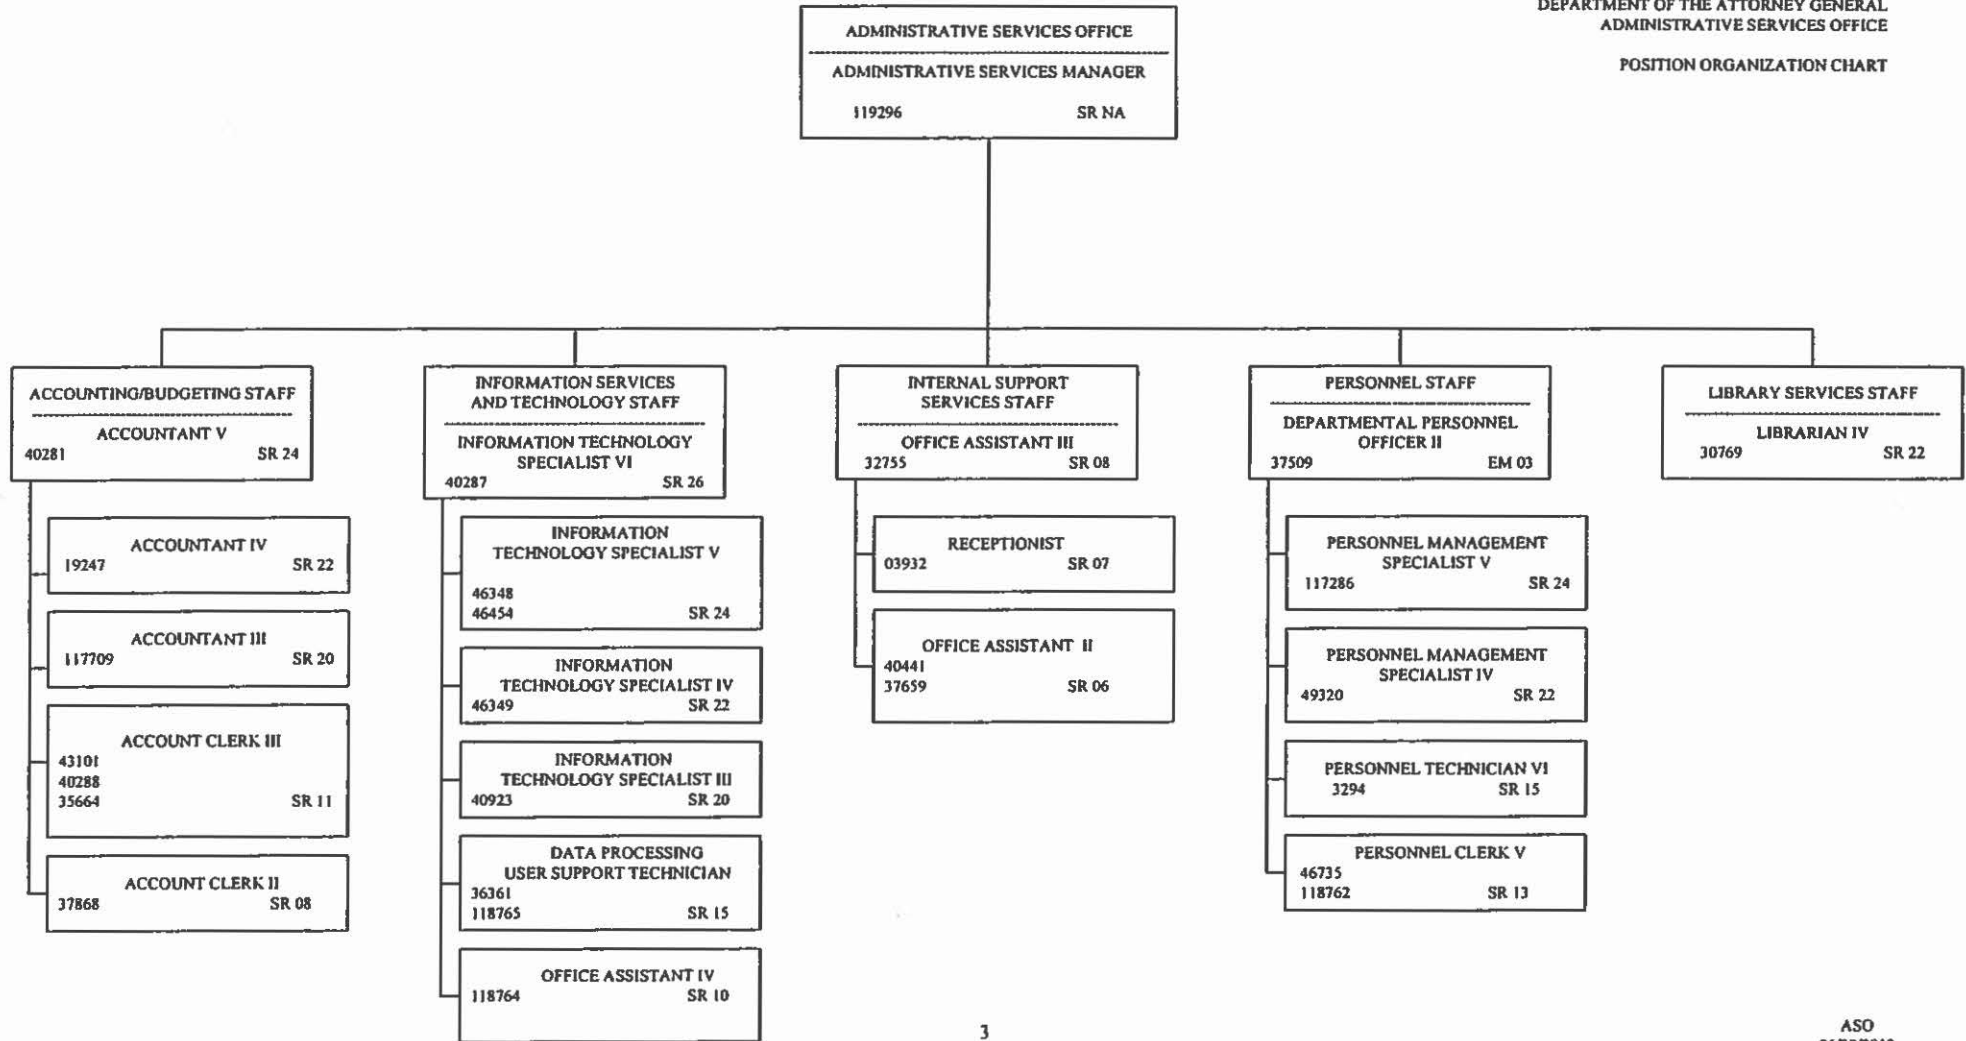 DEPARTMENT OF THE ATTORNEY GENERAL
ADMINISTRATIVE SERVICES OFFICE
POSITION ORGANIZATION CHART
ADMINISTRATIVE SERVICES OFFICE
ADMINISTRATIVE SERVICES MANAGER
119296 SR NA
ACCOUNTING/BUDGETING STAFF
ACCOUNTANT V
40281 SR 24
ACCOUNTANT IV
19247 SR 22
ACCOUNTANT III
117709 SR 20
ACCOUNT CLERK III
43101
40288
35664 SR 11
ACCOUNT CLERK II
37868 SR 08
INFORMATION SERVICES
AND TECHNOLOGY STAFF
INFORMATION TECHNOLOGY
SPECIALIST VI
40287 SR 26
INFORMATION
TECHNOLOGY SPECIALIST V
46348
46454 SR 24
INFORMATION
TECHNOLOGY SPECIALIST IV
46349 SR 22
INFORMATION
TECHNOLOGY SPECIALIST III
40923 SR 20
DATA PROCESSING
USER SUPPORT TECHNICIAN
36361
118765 SR 15
OFFICE ASSISTANT IV
118764 SR 10
INTERNAL SUPPORT
SERVICES STAFF
OFFICE ASSISTANT III
32755 SR 08
RECEPTIONIST
03932 SR 07
OFFICE ASSISTANT II
40441
37659 SR 06
PERSONNEL STAFF
DEPARTMENTAL PERSONNEL
OFFICER II
37509 EM 03
PERSONNEL MANAGEMENT
SPECIALIST V
117286 SR 24
PERSONNEL MANAGEMENT
SPECIALIST IV
49320 SR 22
PERSONNEL TECHNICIAN VI
3294 SR 15
PERSONNEL CLERK V
46735
118762 SR 13
LIBRARY SERVICES STAFF
LIBRARIAN IV
30769 SR 22
3
ASO